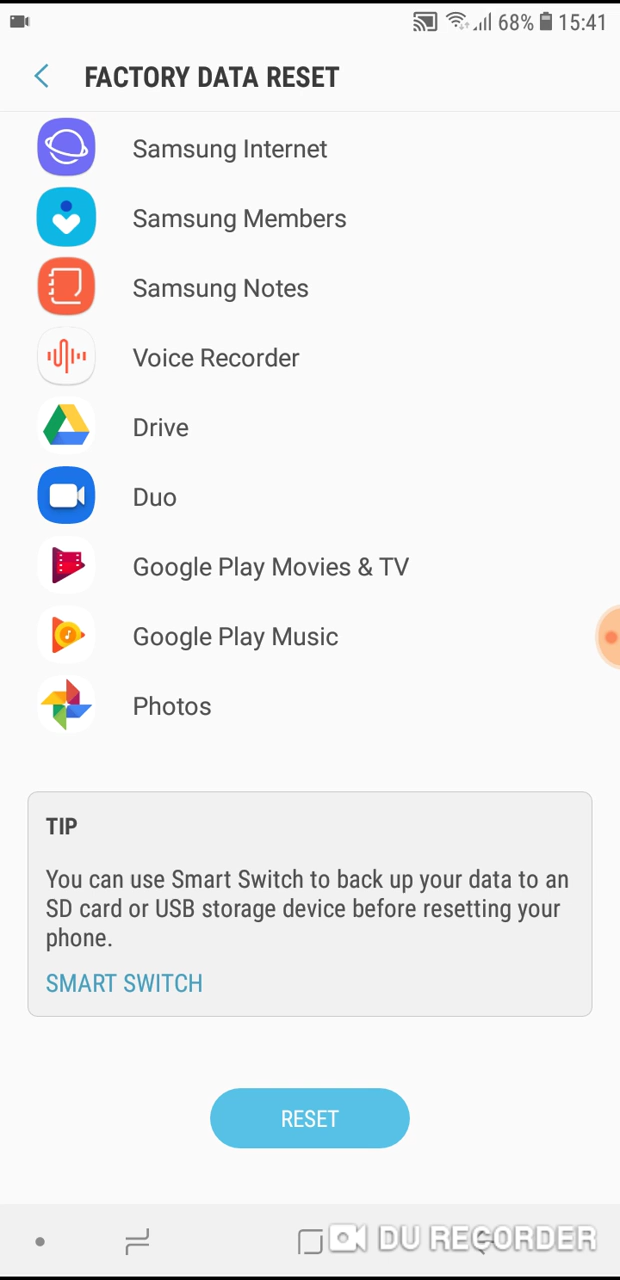 68% 15:41
FACTORY DATA RESET
Samsung Internet
Samsung Members
Samsung Notes
Voice Recorder
Drive
Duo
Google Play Movies & TV
Google Play Music
Photos
TIP
You can use Smart Switch to back up your data to an
SD card or USB storage device before resetting your
phone.
SMART SWITCH
RESET
DU RECORDER